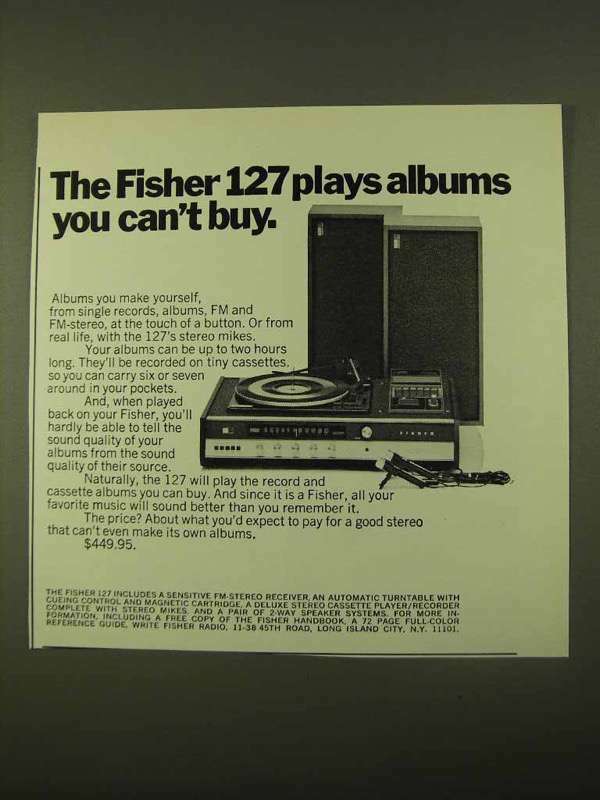 The Fisher 127 plays albums
you can't buy.
Albums you make yourself,
from single records, albums, FM and
FM-stereo, at the touch of a button. Or from
real life, with the 127's stereo mikes.
Your albums can be up to two hours
long. They'll be recorded on tiny cassettes,
so you can carry six or seven
around in your pockets.
And, when played
back on your Fisher, you'll
hardly be able to tell the
sound quality of your
albums from the sound
quality of their source.
Naturally, the 127 will play the record and
cassette albums you can buy. And since it is a Fisher, all your
favorite music will sound better than you remember it.
The price? About what you'd expect to pay for a good stereo
that can't even make its own albums.
$449.95.
FISHER
THE FISHER 127 INCLUDES A SENSITIVE FM-STEREO RECEIVER, AN AUTOMATIC TURNTABLE WITH
CUEING CONTROL AND MAGNETIC CARTRIDGE, A DELUXE STEREO CASSETTE PLAYER/RECORDER
COMPLETE WITH STEREO MIKES, AND A PAIR OF 2-WAY SPEAKER SYSTEMS. FOR MORE IN-
FORMATION, INCLUDING A FREE COPY OF THE FISHER HANDBOOK, A 72 PAGE FULL-COLOR
REFERENCE GUIDE, WRITE FISHER RADIO, 11-38 45TH ROAD, LONG ISLAND CITY, N.Y. 11101.